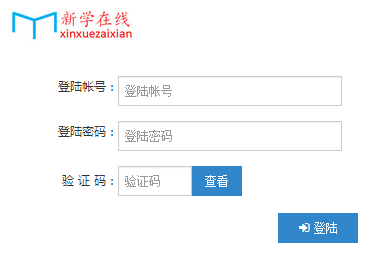 新学在线
xinxuezaixian
登陆帐号： 登陆帐号
登陆密码： 登陆密码
验 证 码： 验证码 查看
登陆